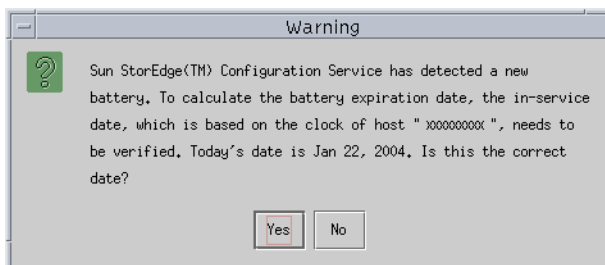 Warning
Sun StorEdge(TM) Configuration Service has detected a new
battery. To calculate the battery expiration date, the in-service
date, which is based on the clock of host " XXXXXXXX ", needs to
be verified. Today's date is Jan 22, 2004. Is this the correct
date?
Yes No